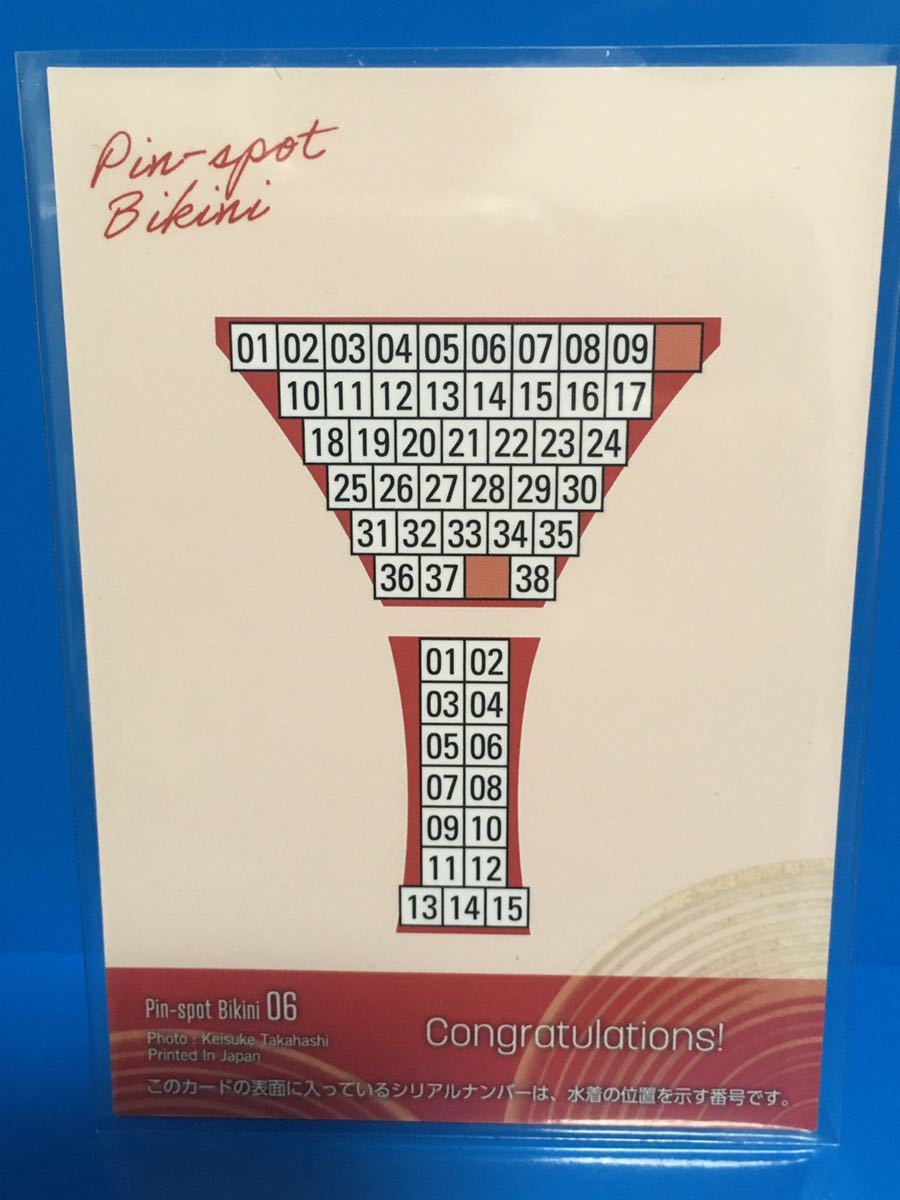 Pin-spot
Bikini
01 02 03 04 05 06 07 08 09
10 11 12 13 14 15 16 17
18 19 20 21 22 23 24
25 26 27 28 29 30
31 32 33 34 35
36 37 38
01 02
03 04
05 06
07 08
09 10
11 12
13 14 15
Pin-spot Bikini 06
Photo : Keisuke Takahashi
Printed In Japan
Congratulations!
このカードの表面に入っているシリアルナンバーは、水着の位置を示す番号です。